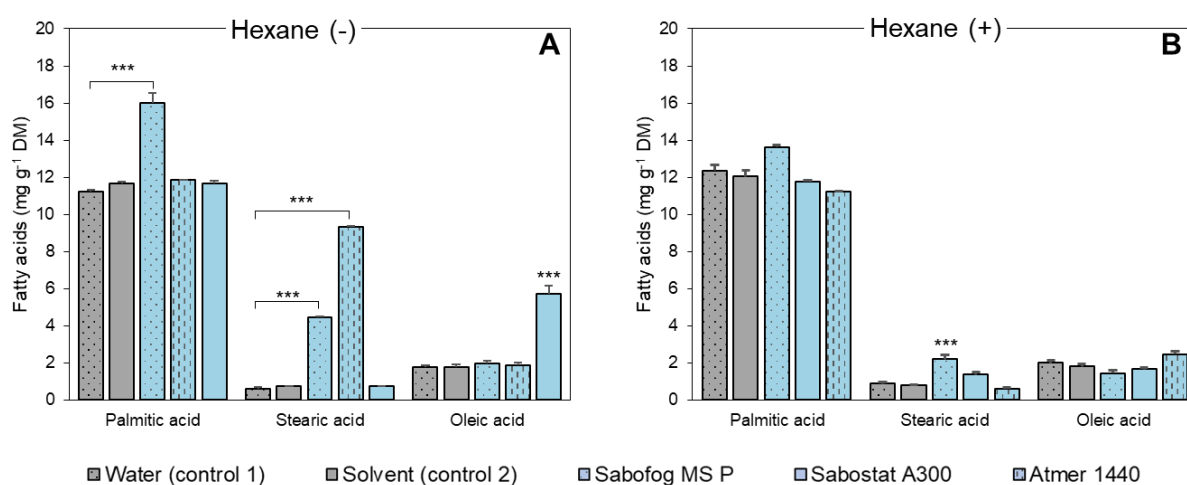 Hexane (-)
A
Fatty acids (mg g⁻¹ DM)
20
18
16
14
12
10
8
6
4
2
0
***
***
***
***
Palmitic acid
Stearic acid
Oleic acid
Hexane (+)
B
Fatty acids (mg g⁻¹ DM)
20
18
16
14
12
10
8
6
4
2
0
***
Palmitic acid
Stearic acid
Oleic acid
Water (control 1) Solvent (control 2) Sabofog MS P Sabostat A300 Atmer 1440